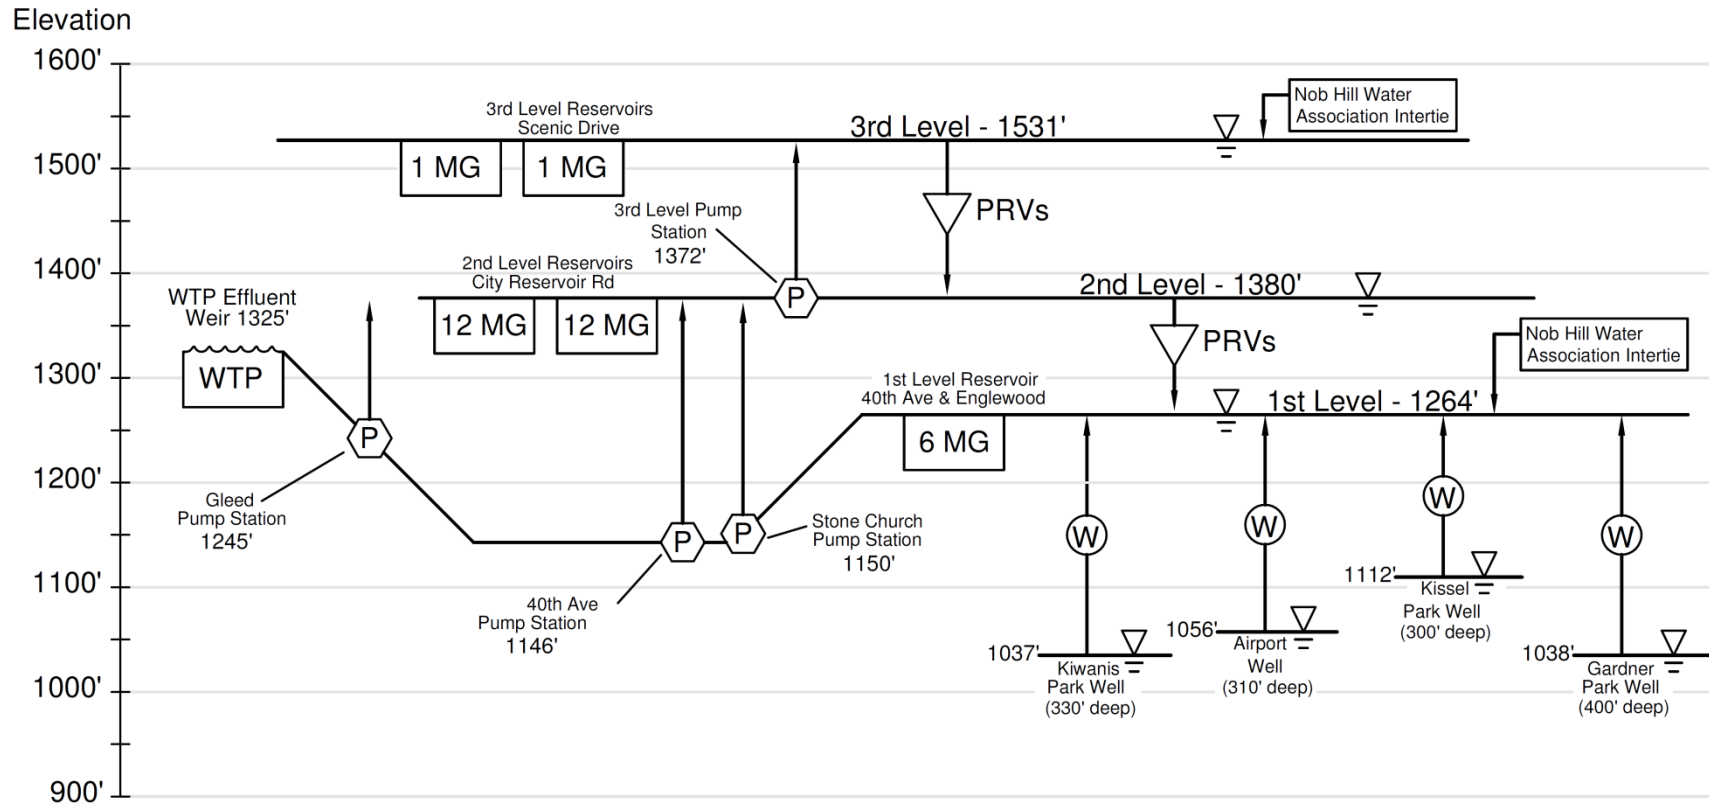 Elevation
1600'
1500'
1400'
1300'
1200'
1100'
1000'
900'
3rd Level Reservoirs
Scenic Drive
1 MG
1 MG
3rd Level - 1531'
Nob Hill Water
Association Intertie
PRVs
3rd Level Pump
Station
1372'
P
2nd Level Reservoirs
City Reservoir Rd
12 MG
12 MG
2nd Level - 1380'
PRVs
Nob Hill Water
Association Intertie
WTP Effluent
Weir 1325'
WTP
P
Gleed
Pump Station
1245'
1st Level Reservoir
40th Ave & Englewood
6 MG
1st Level - 1264'
P
40th Ave
Pump Station
1146'
P
Stone Church
Pump Station
1150'
W
1037'
Kiwanis
Park Well
(330' deep)
W
1056'
Airport
Well
(310' deep)
W
1112'
Kissel
Park Well
(300' deep)
W
1038'
Gardner
Park Well
(400' deep)